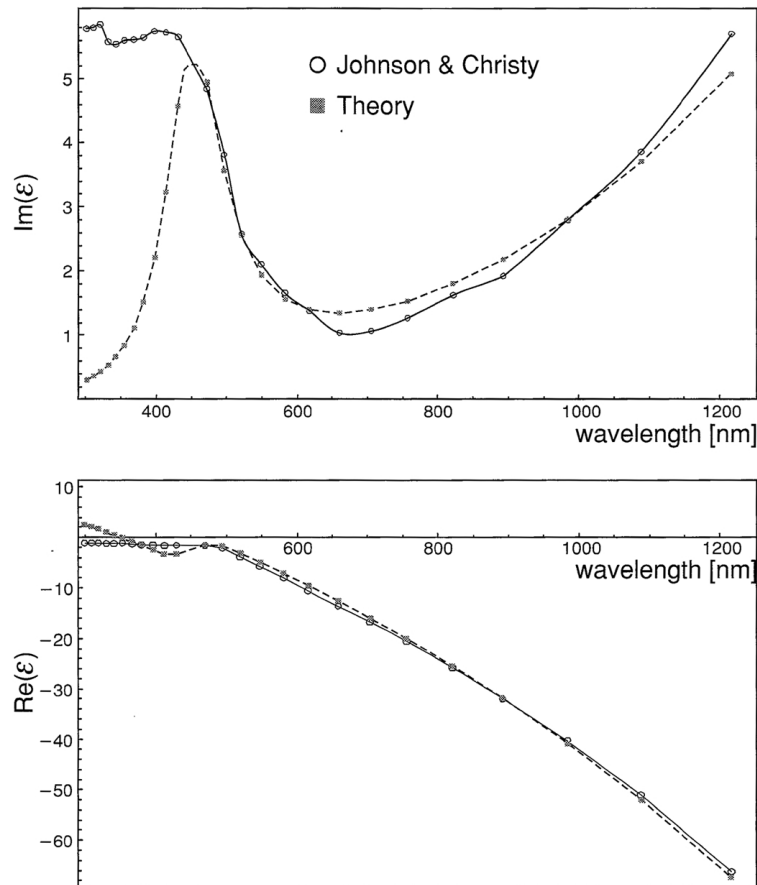 Im(ε)
5
4
3
2
1
○ Johnson & Christy
Theory
400 600 800 1000 1200
wavelength [nm]
Re(ε)
10
600 800 1000 1200
wavelength [nm]
−10
−20
−30
−40
−50
−60